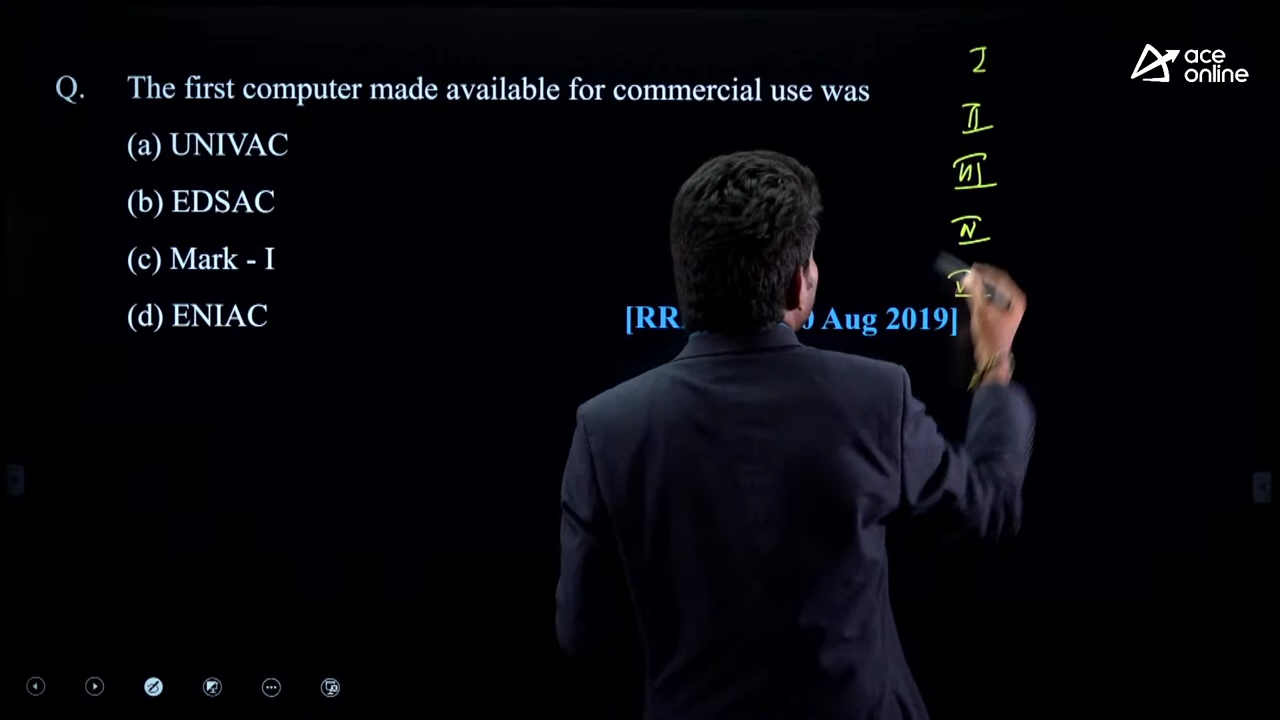 Q. The first computer made available for commercial use was
(a) UNIVAC
(b) EDSAC
(c) Mark - I
(d) ENIAC
Aug 2019]
I
II
III
IV
V
ace
online